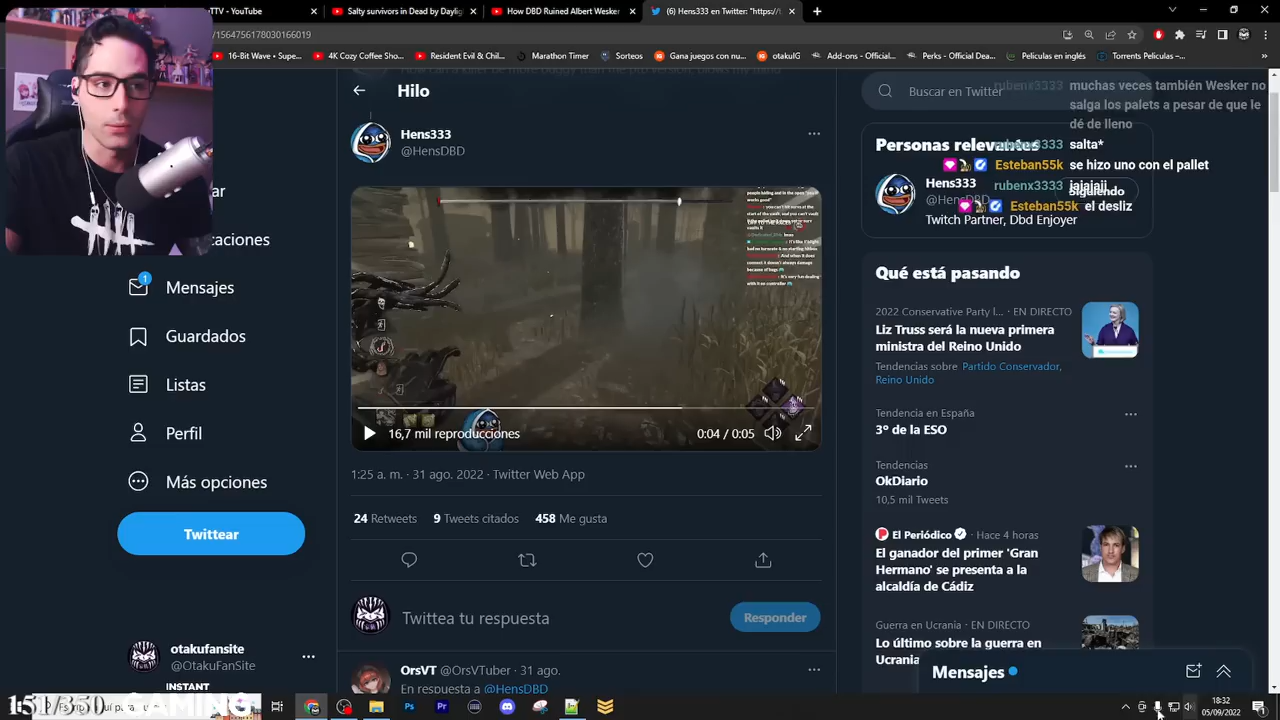 TTV - YouTube
Salty survivors in Dead by Dayli
How DBD Ruined Albert Wesker
(6) Hens333 en Twitter: "https://t
1564756178030166019
16-Bit Wave • Supe...
4K Cozy Coffee Sho...
Resident Evil & Chil...
Marathon Timer
Sorteos
Gana juegos con nu...
otakulG
Add-ons – Official...
Perks - Official Dea...
Peliculas en inglés
Torrents Películas...
Hilo
Hens333
@HensDBD
ar
caciones
Mensajes
1
Guardados
Listas
Perfil
Más opciones
Twittear
otakufansite
@OtakuFanSite
INSTANT
GAMING
151/350
16,7 mil reproducciones
0:04 / 0:05
1:25 a. m. · 31 ago. 2022 · Twitter Web App
24 Retweets
9 Tweets citados
458 Me gusta
Twittea tu respuesta
Responder
OrsVT @OrsVTuber · 31 ago.
En respuesta a @HensDBD
Buscar en Twitter
rubenx3333 muchas veces también Wesker no
salga los palets a pesar de que le
dé de lleno
Personas relevantes
rubenx3333 salta*
Esteban55k se hizo uno con el pallet
Hens333
@HensDBD
rubenx3333 jajajaji
Siguiendo
Esteban55k el desliz
Twitch Partner, Dbd Enjoyer
Qué está pasando
2022 Conservative Party l... · EN DIRECTO
Liz Truss será la nueva primera
ministra del Reino Unido
Tendencias sobre Partido Conservador,
Reino Unido
Tendencia en España
3º de la ESO
Tendencias
OkDiario
10,5 mil Tweets
El Periódico · Hace 4 horas
El ganador del primer 'Gran
Hermano' se presenta a la
alcaldía de Cádiz
Guerra en Ucrania · EN DIRECTO
Lo último sobre la guerra en
Ucrania
Mensajes
18:32
05/09/2022